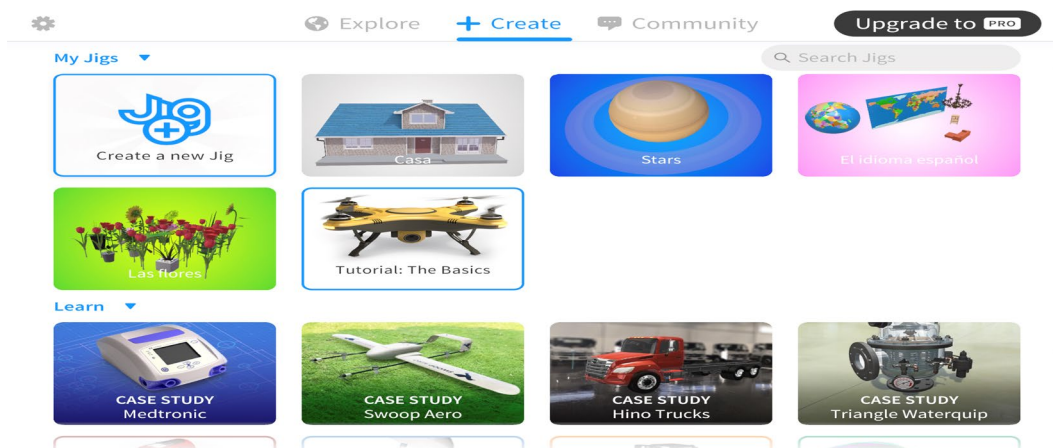 Explore
Create
Community
Upgrade to PRO
My Jigs
Search Jigs
Jig
Create a new Jig
Casa
Stars
El idioma español
Las flores
Tutorial: The Basics
Learn
CASE STUDY
Medtronic
CASE STUDY
Swoop Aero
CASE STUDY
Hino Trucks
CASE STUDY
Triangle Waterquip